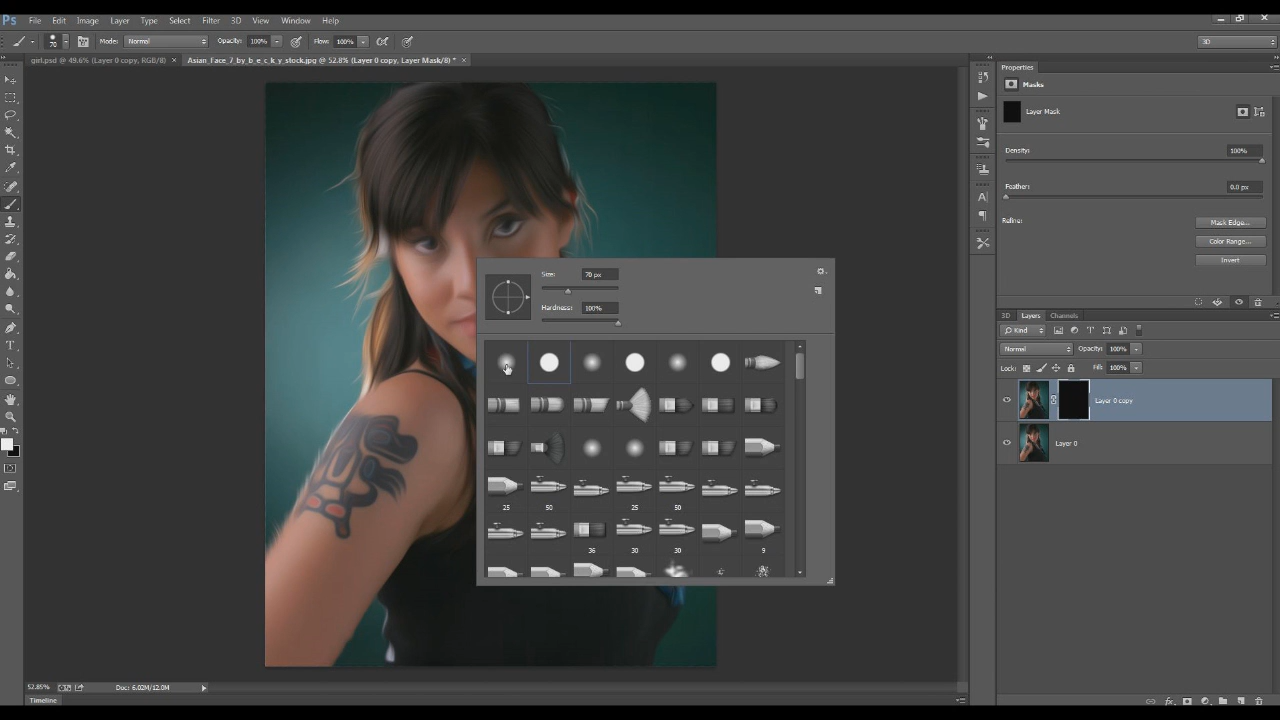 Ps File Edit Image Layer Type Select Filter 3D View Window Help
70 Mode: Normal Opacity: 100% Flow: 100% 3D
girl.psd @ 49.6% (Layer 0 copy, RGB/8) × Asian_Face_7_by_b_e_c_k_y_stock.jpg @ 52.8% (Layer 0 copy, Layer Mask/8) * ×
Properties
Masks
Layer Mask
Density: 100%
Feather: 0.0 px
Refine: Mask Edge...
Color Range...
Invert
Size: 70 px
Hardness: 100%
25 50 25 50
36 30 30 9
3D Layers Channels
Kind
Normal Opacity: 100%
Lock: Fill: 100%
Layer 0 copy
Layer 0
52.85% Doc: 6.02M/12.0M
Timeline